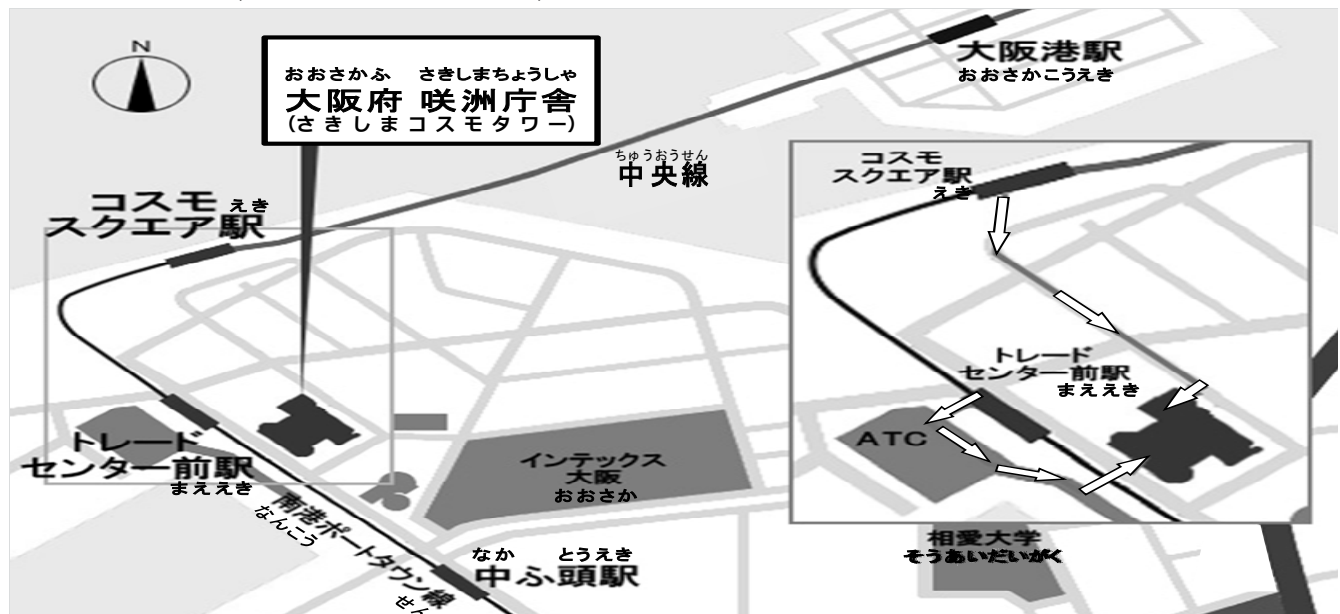 N
おおさかふ さきしまちょうしゃ
大阪府 咲洲庁舎
(さきしまコスモタワー)
大阪港駅
おおさかこうえき
ちゅうおうせん
中央線
コスモ
スクエア駅
えき
トレード
センター前駅
まええき
南港ポートタウン線
なんこう
せん
インテックス
大阪
おおさか
なか とうえき
中ふ頭駅
コスモ
スクエア駅
えき
トレード
センター前駅
まええき
ATC
相愛大学
そうあいだいがく